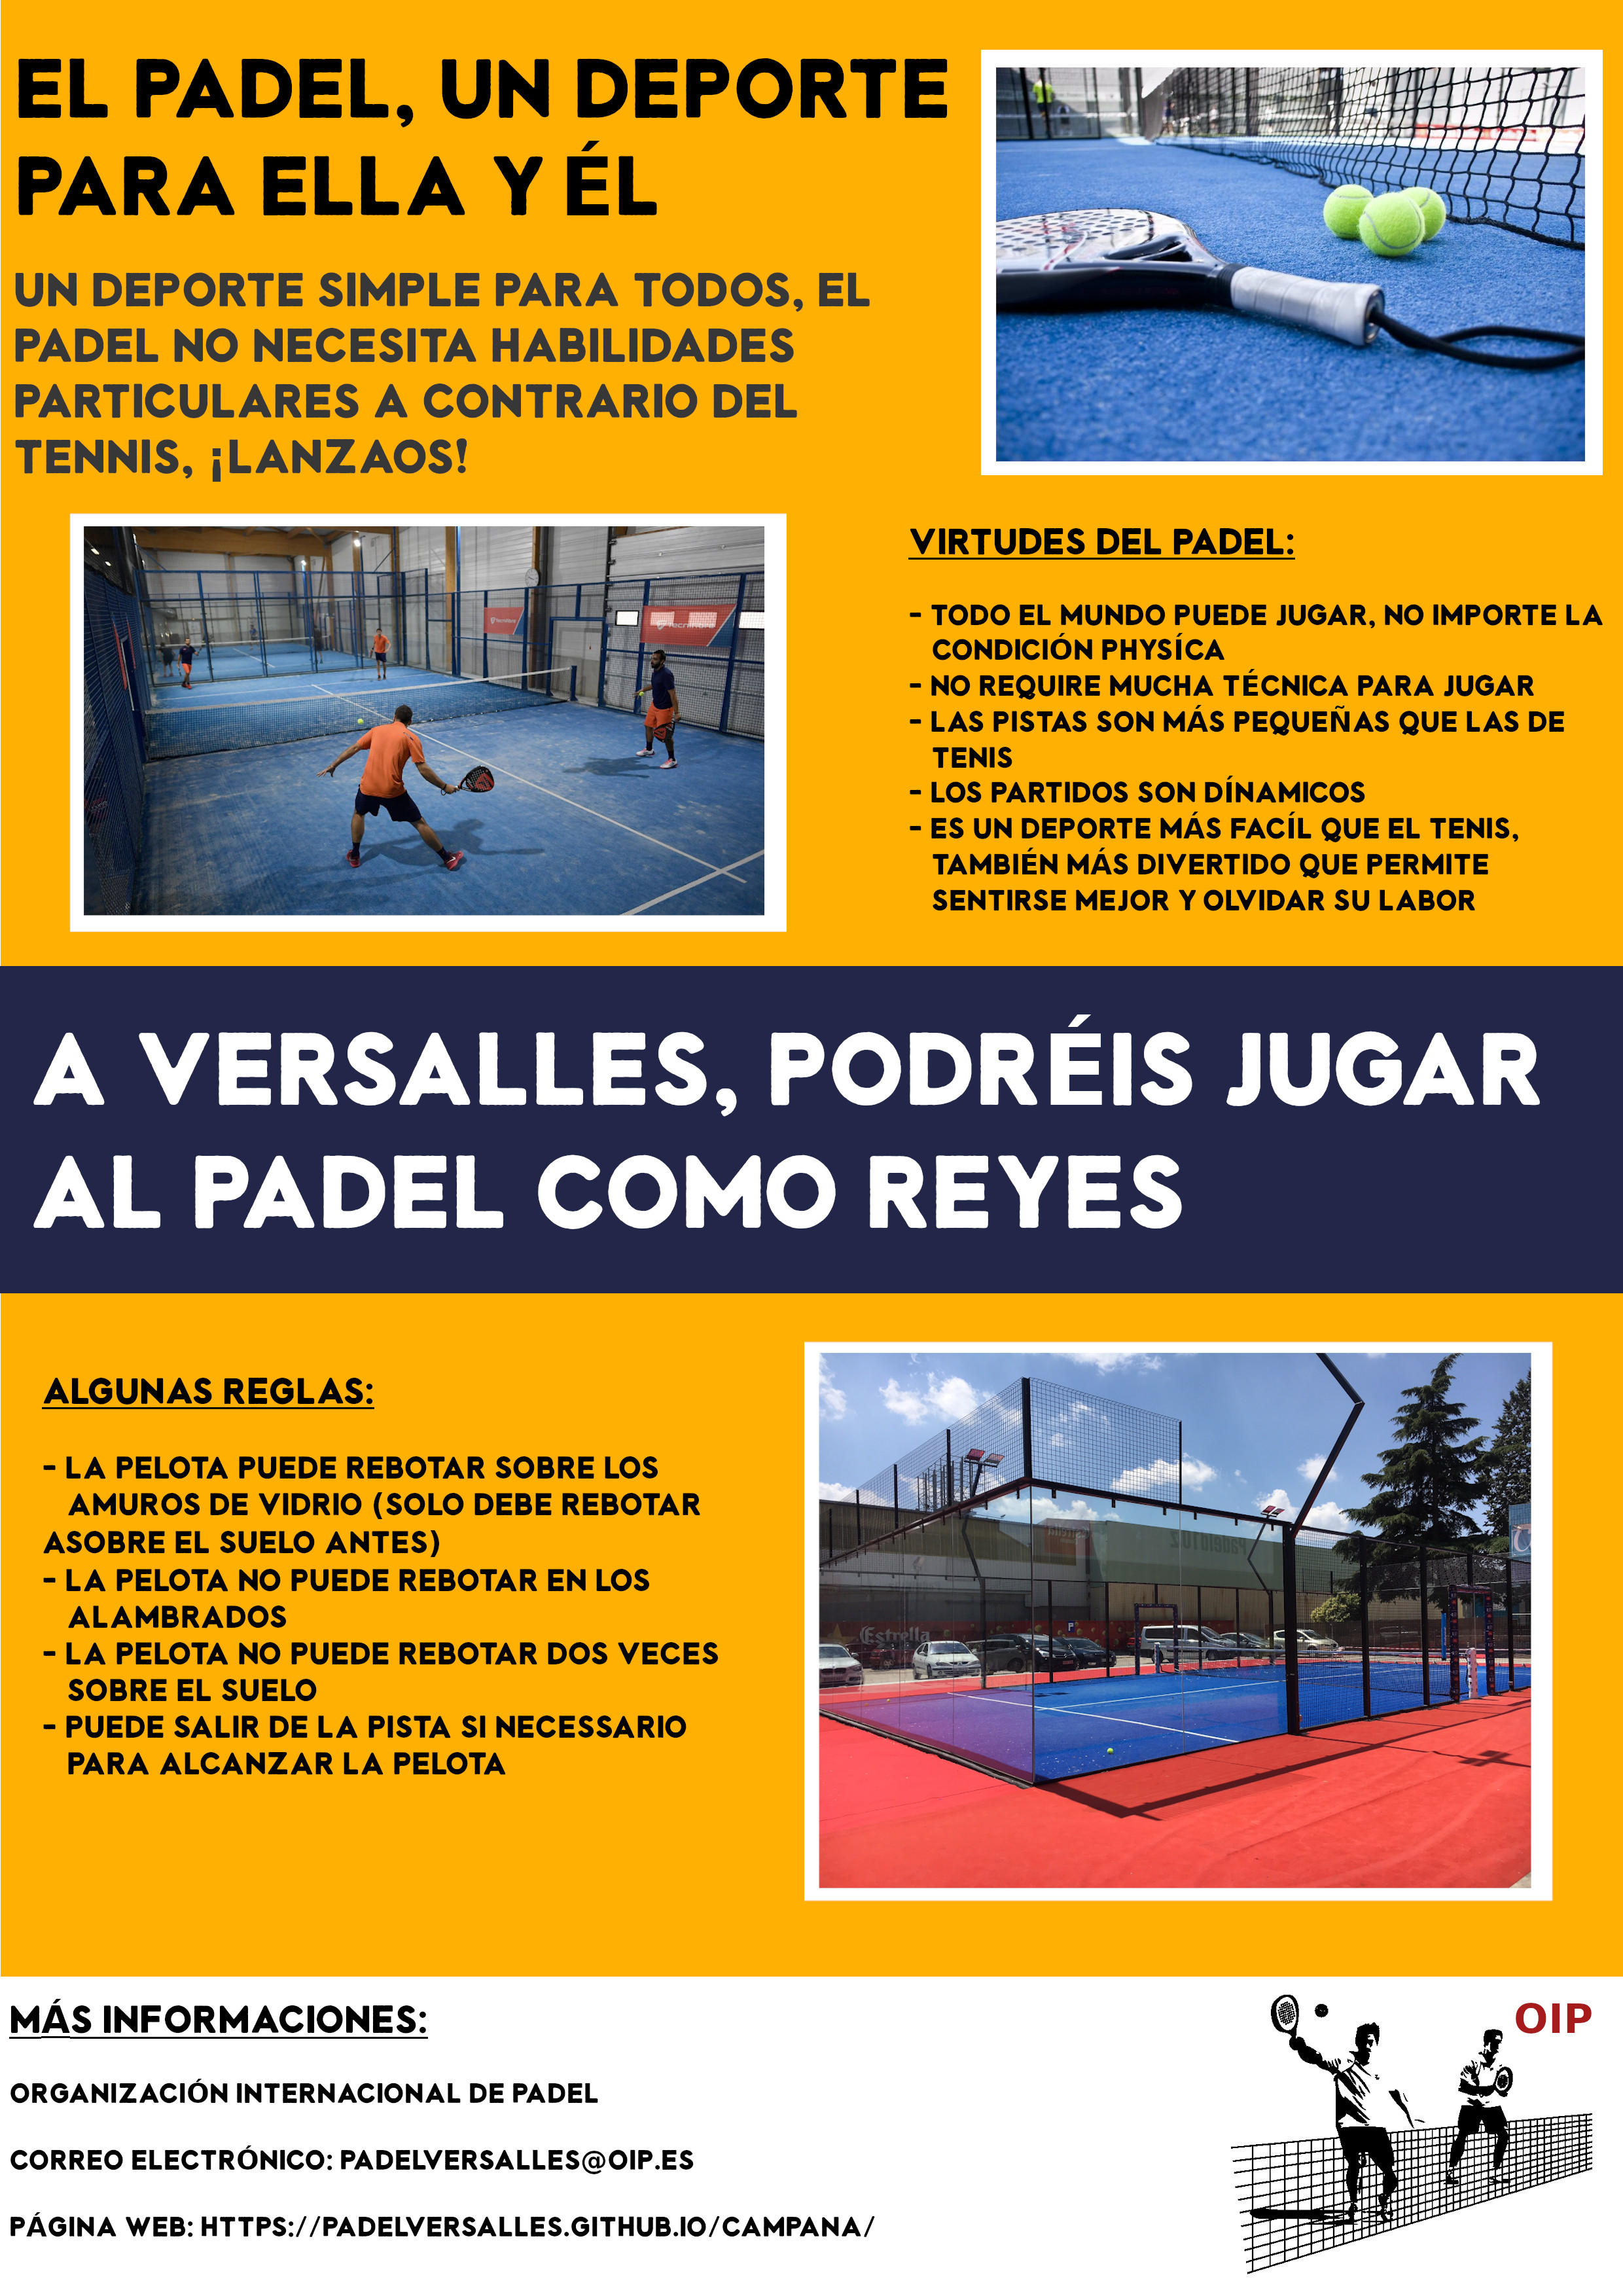 EL PADEL, UN DEPORTE
PARA ELLA Y ÉL
UN DEPORTE SIMPLE PARA TODOS, EL
PADEL NO NECESITA HABILIDADES
PARTICULARES A CONTRARIO DEL
TENNIS, ¡LANZAOS!
VIRTUDES DEL PADEL:
- TODO EL MUNDO PUEDE JUGAR, NO IMPORTE LA
CONDICIÓN PHYSÍCA
- NO REQUIRE MUCHA TÉCNICA PARA JUGAR
- LAS PISTAS SON MÁS PEQUEÑAS QUE LAS DE
TENIS
- LOS PARTIDOS SON DÍNAMICOS
- ES UN DEPORTE MÁS FACÍL QUE EL TENIS,
TAMBIÉN MÁS DIVERTIDO QUE PERMITE
SENTIRSE MEJOR Y OLVIDAR SU LABOR
Tecnifibre
Tecnifibre
A VERSALLES, PODRÉIS JUGAR
AL PADEL COMO REYES
ALGUNAS REGLAS:
- LA PELOTA PUEDE REBOTAR SOBRE LOS
AMUROS DE VIDRIO (SOLO DEBE REBOTAR
ASOBRE EL SUELO ANTES)
- LA PELOTA NO PUEDE REBOTAR EN LOS
ALAMBRADOS
- LA PELOTA NO PUEDE REBOTAR DOS VECES
SOBRE EL SUELO
- PUEDE SALIR DE LA PISTA SI NECESSARIO
PARA ALCANZAR LA PELOTA
Estrella
P
MÁS INFORMACIONES:
ORGANIZACIÓN INTERNACIONAL DE PADEL
CORREO ELECTRÓNICO: PADELVERSALLES@OIP.ES
PÁGINA WEB: HTTPS://PADELVERSALLES.GITHUB.IO/CAMPANA/
OIP